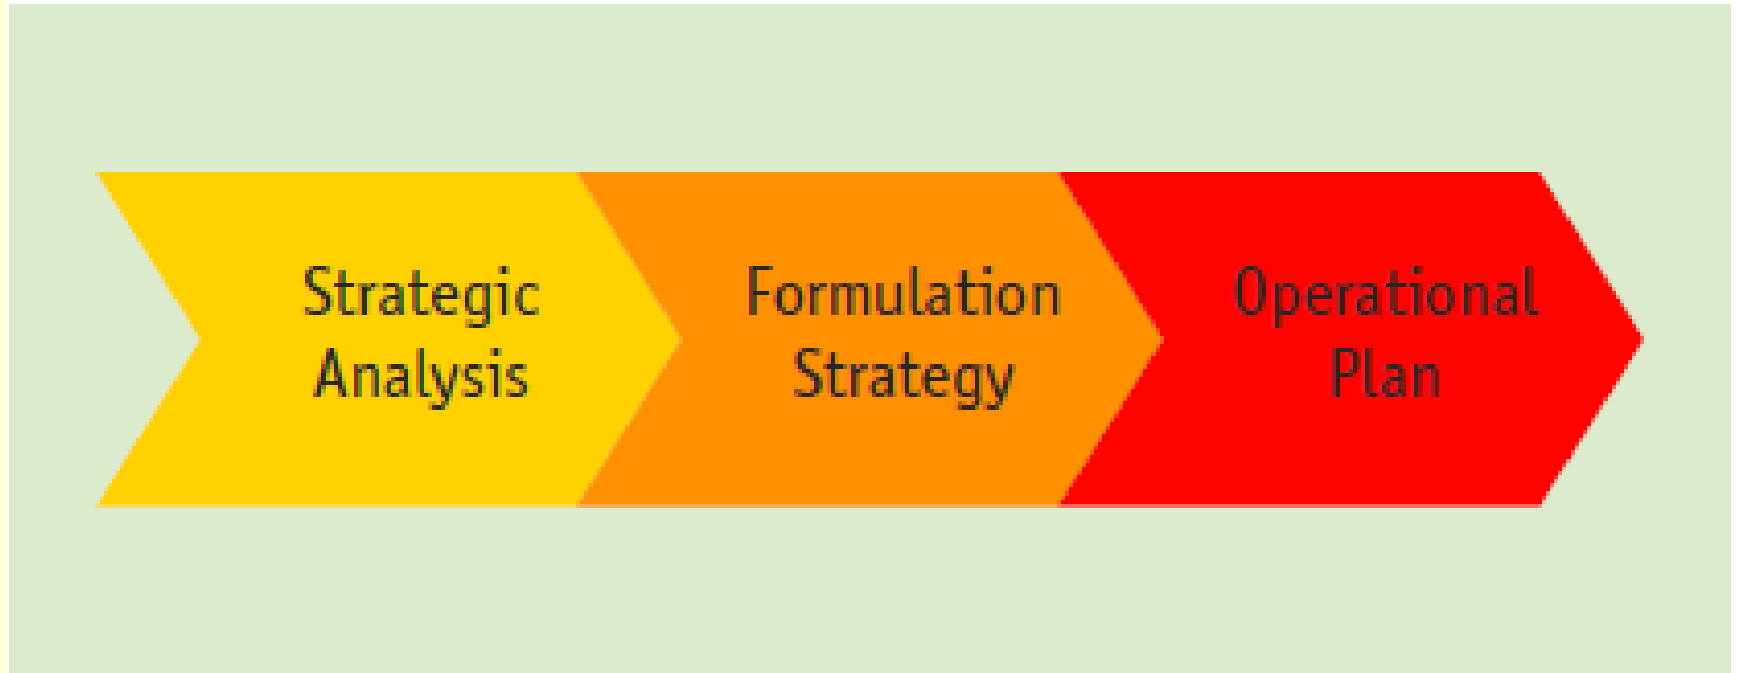 Strategic
Analysis
Formulation
Strategy
Operational
Plan